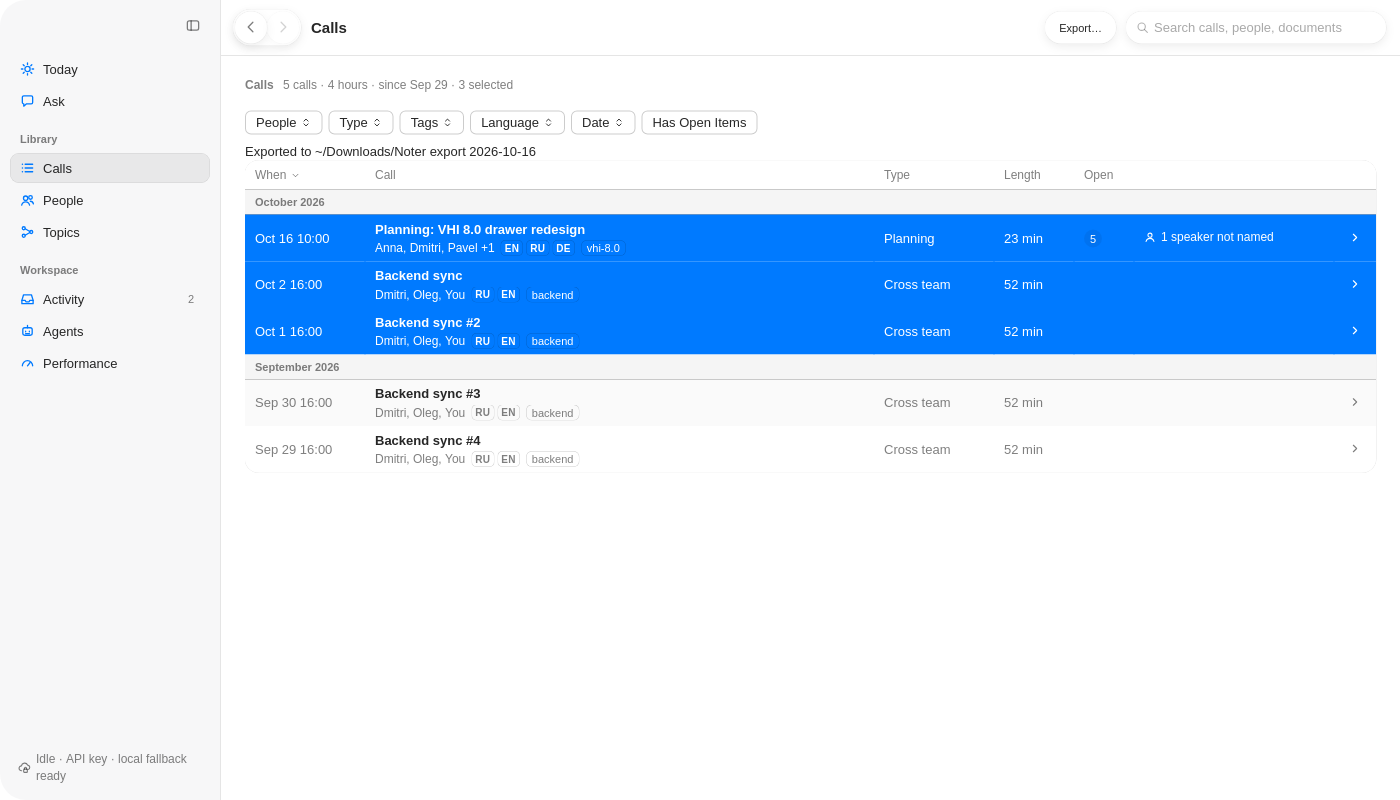 Calls
Export…
Search calls, people, documents
Today
Ask
Library
Calls
People
Topics
Workspace
Activity 2
Agents
Performance
Idle · API key · local fallback
ready
Calls 5 calls · 4 hours · since Sep 29 · 3 selected
People Type Tags Language Date Has Open Items
Exported to ~/Downloads/Noter export 2026-10-16
When Call Type Length Open
October 2026
Oct 16 10:00 Planning: VHI 8.0 drawer redesign Planning 23 min 5 1 speaker not named
Anna, Dmitri, Pavel +1 EN RU DE vhi-8.0
Oct 2 16:00 Backend sync Cross team 52 min
Dmitri, Oleg, You RU EN backend
Oct 1 16:00 Backend sync #2 Cross team 52 min
Dmitri, Oleg, You RU EN backend
September 2026
Sep 30 16:00 Backend sync #3 Cross team 52 min
Dmitri, Oleg, You RU EN backend
Sep 29 16:00 Backend sync #4 Cross team 52 min
Dmitri, Oleg, You RU EN backend